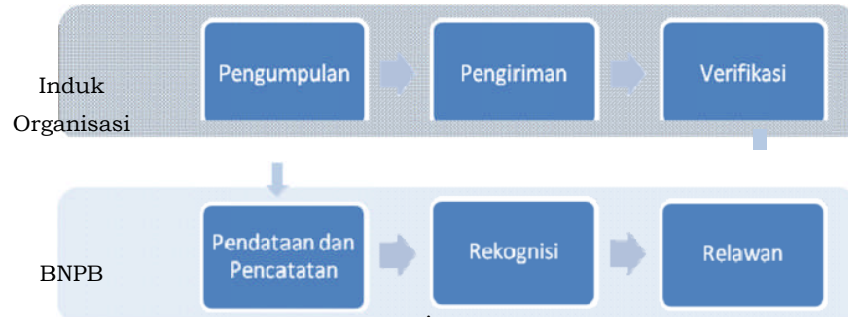 Induk
Organisasi
Pengumpulan
Pengiriman
Verifikasi
BNPB
Pendataan dan
Pencatatan
Rekognisi
Relawan